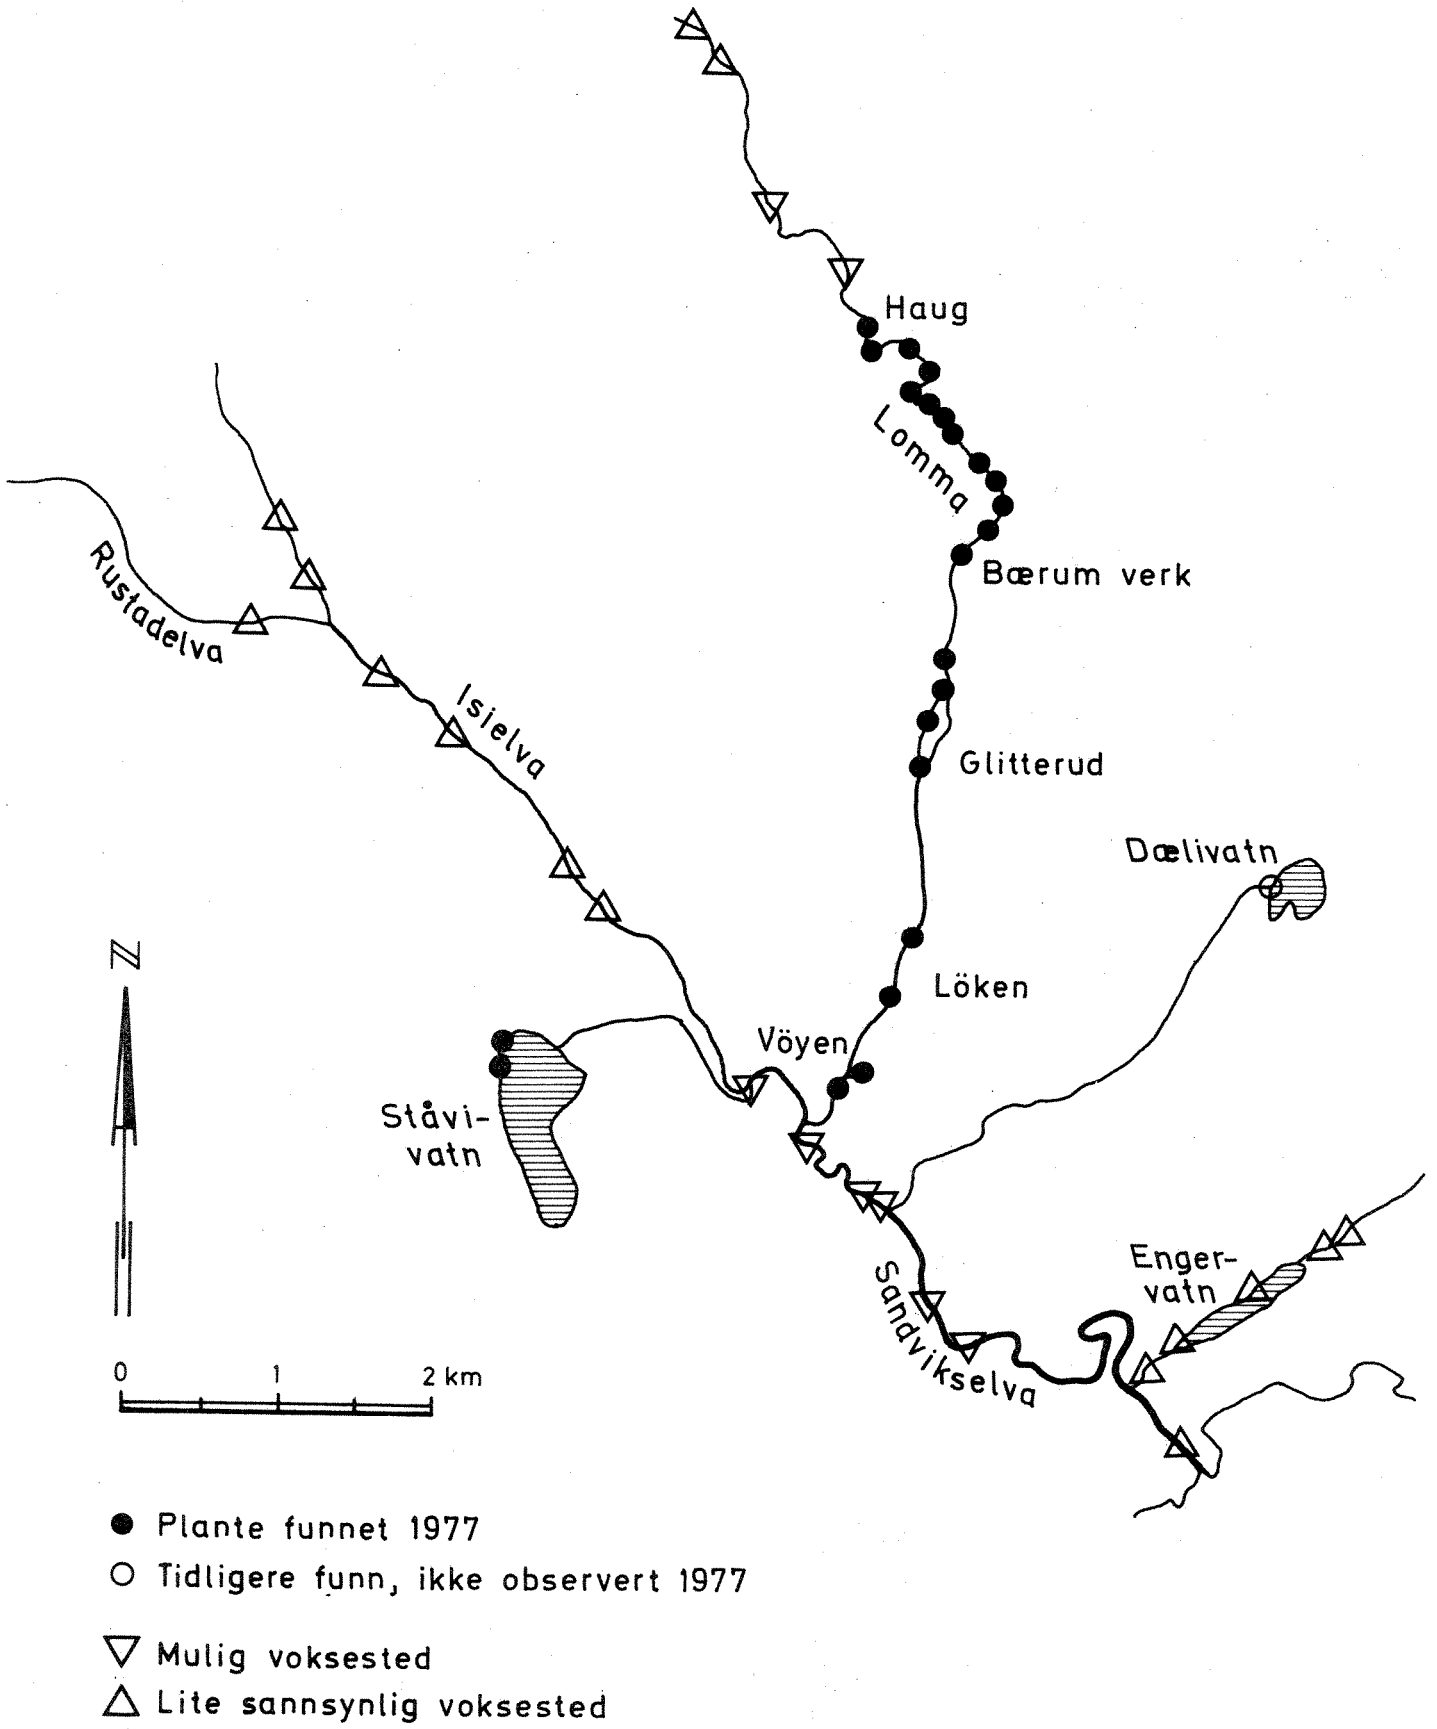 Haug
Lomma
Bærum verk
Rustadelva
Isielva
Glitterud
Dælivatn
N
Löken
Vöyen
Ståvi-
vatn
Enger-
vatn
Sandvikselva
0 1 2 km
Plante funnet 1977
Tidligere funn, ikke observert 1977
Mulig voksested
Lite sannsynlig voksested